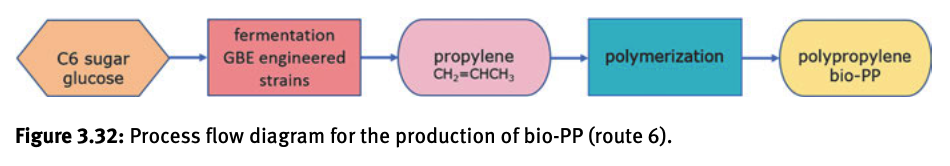 C6 sugar
glucose
fermentation
GBE engineered
strains
propylene
CH₂=CHCH₃
polymerization
polypropylene
bio-PP
Figure 3.32: Process flow diagram for the production of bio-PP (route 6).